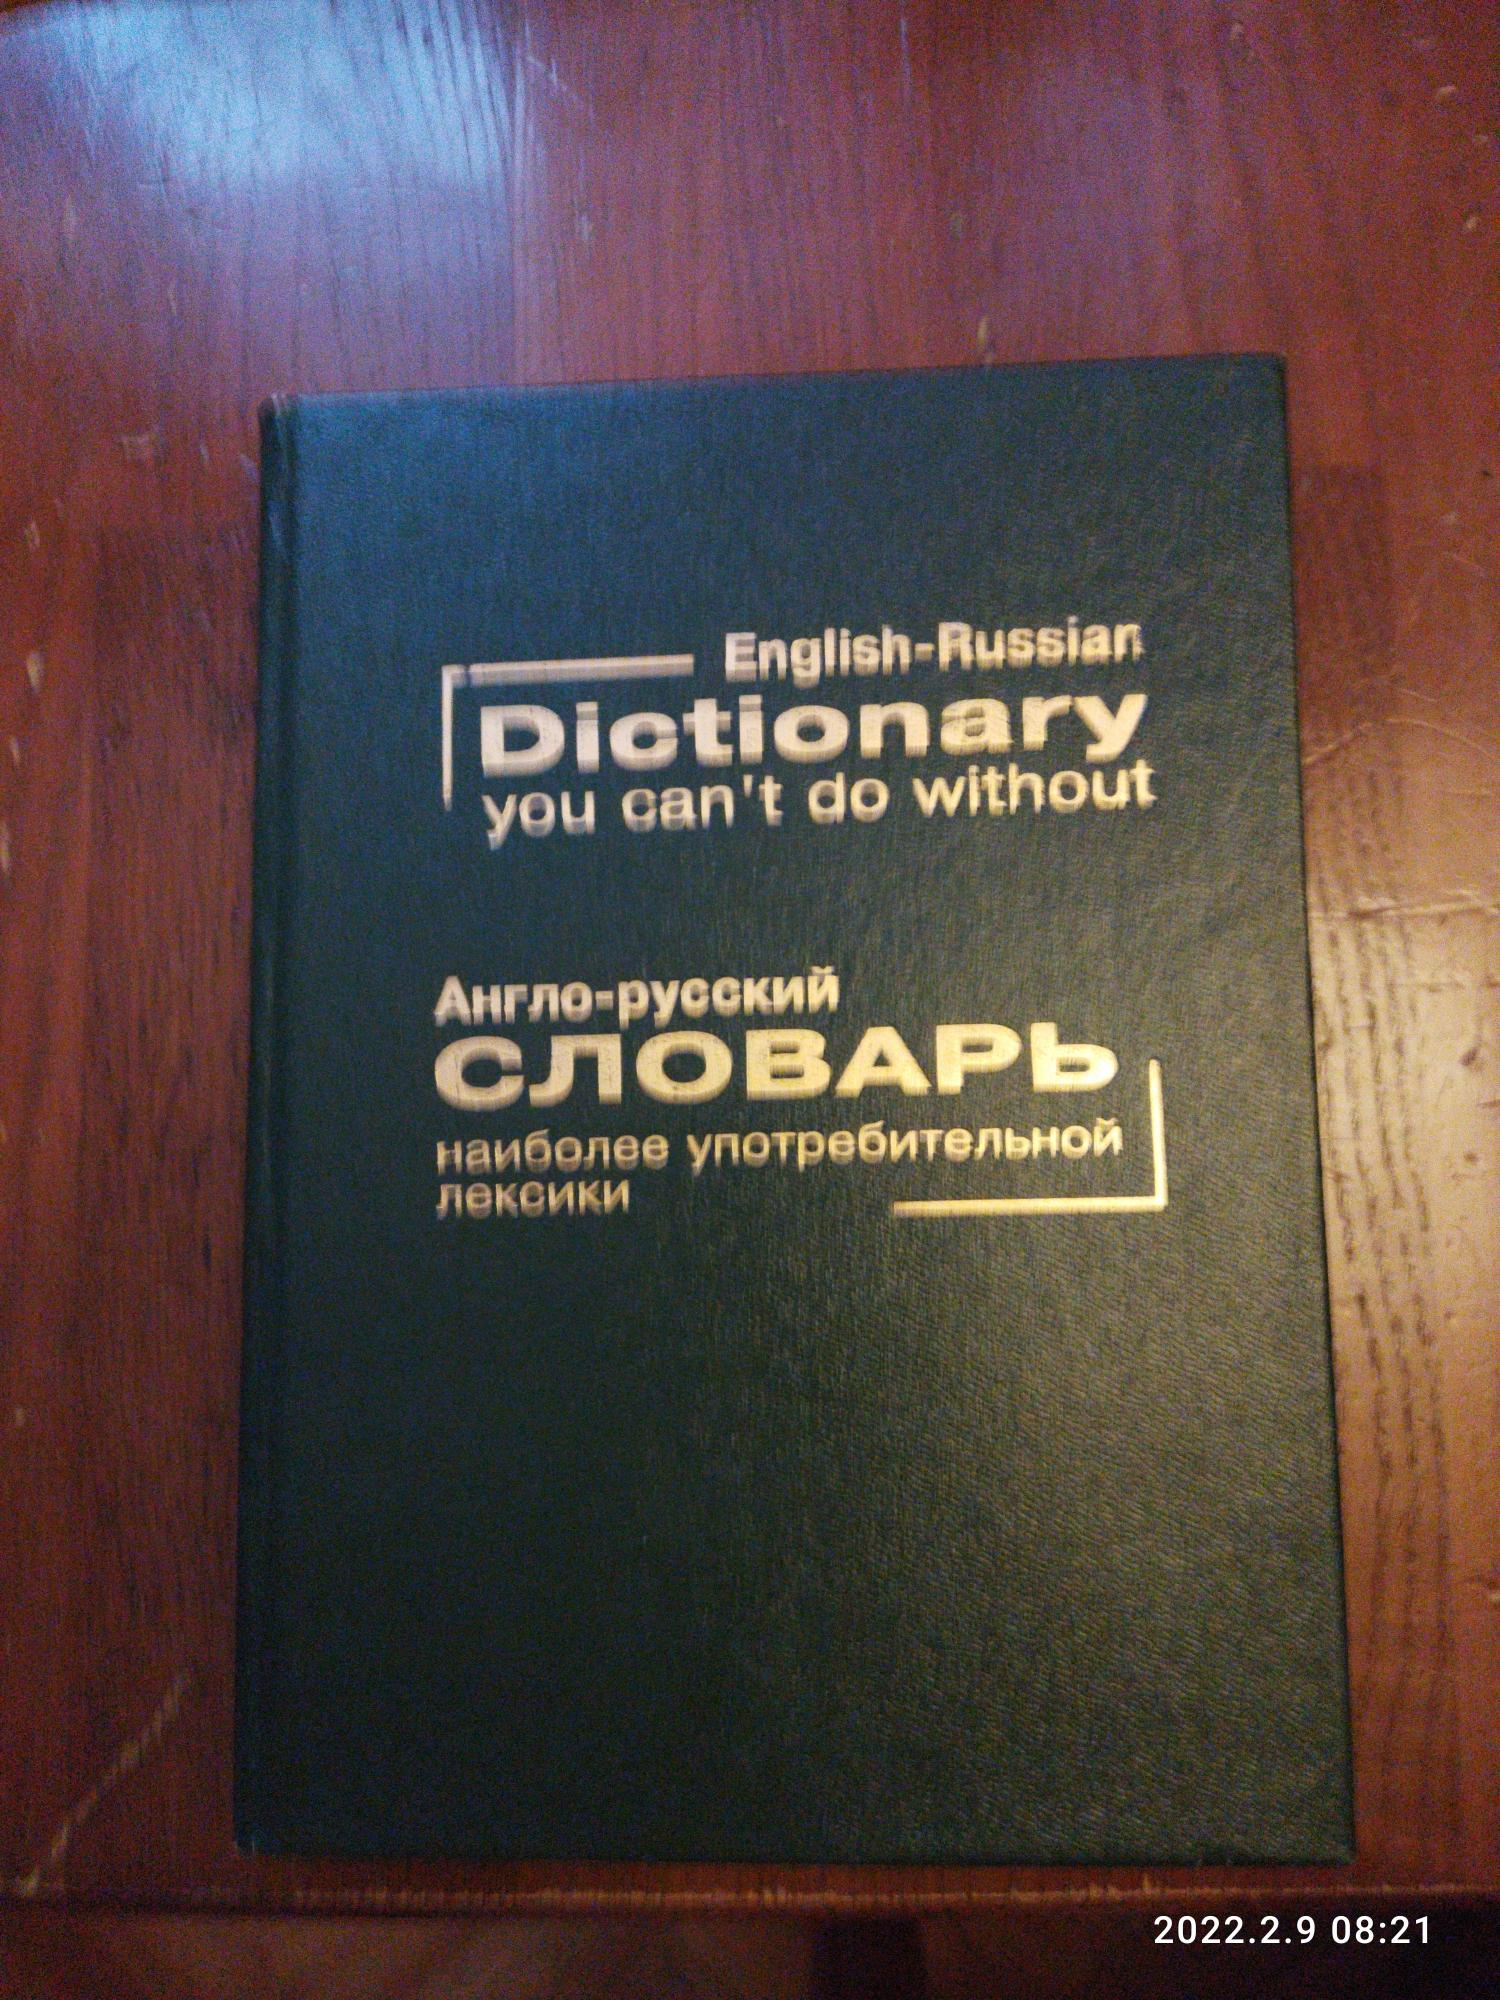 English-Russian
Dictionary
you can't do without
Англо-русский
СЛОВАРЬ
наиболее употребительной
лексики
2022.2.9 08:21